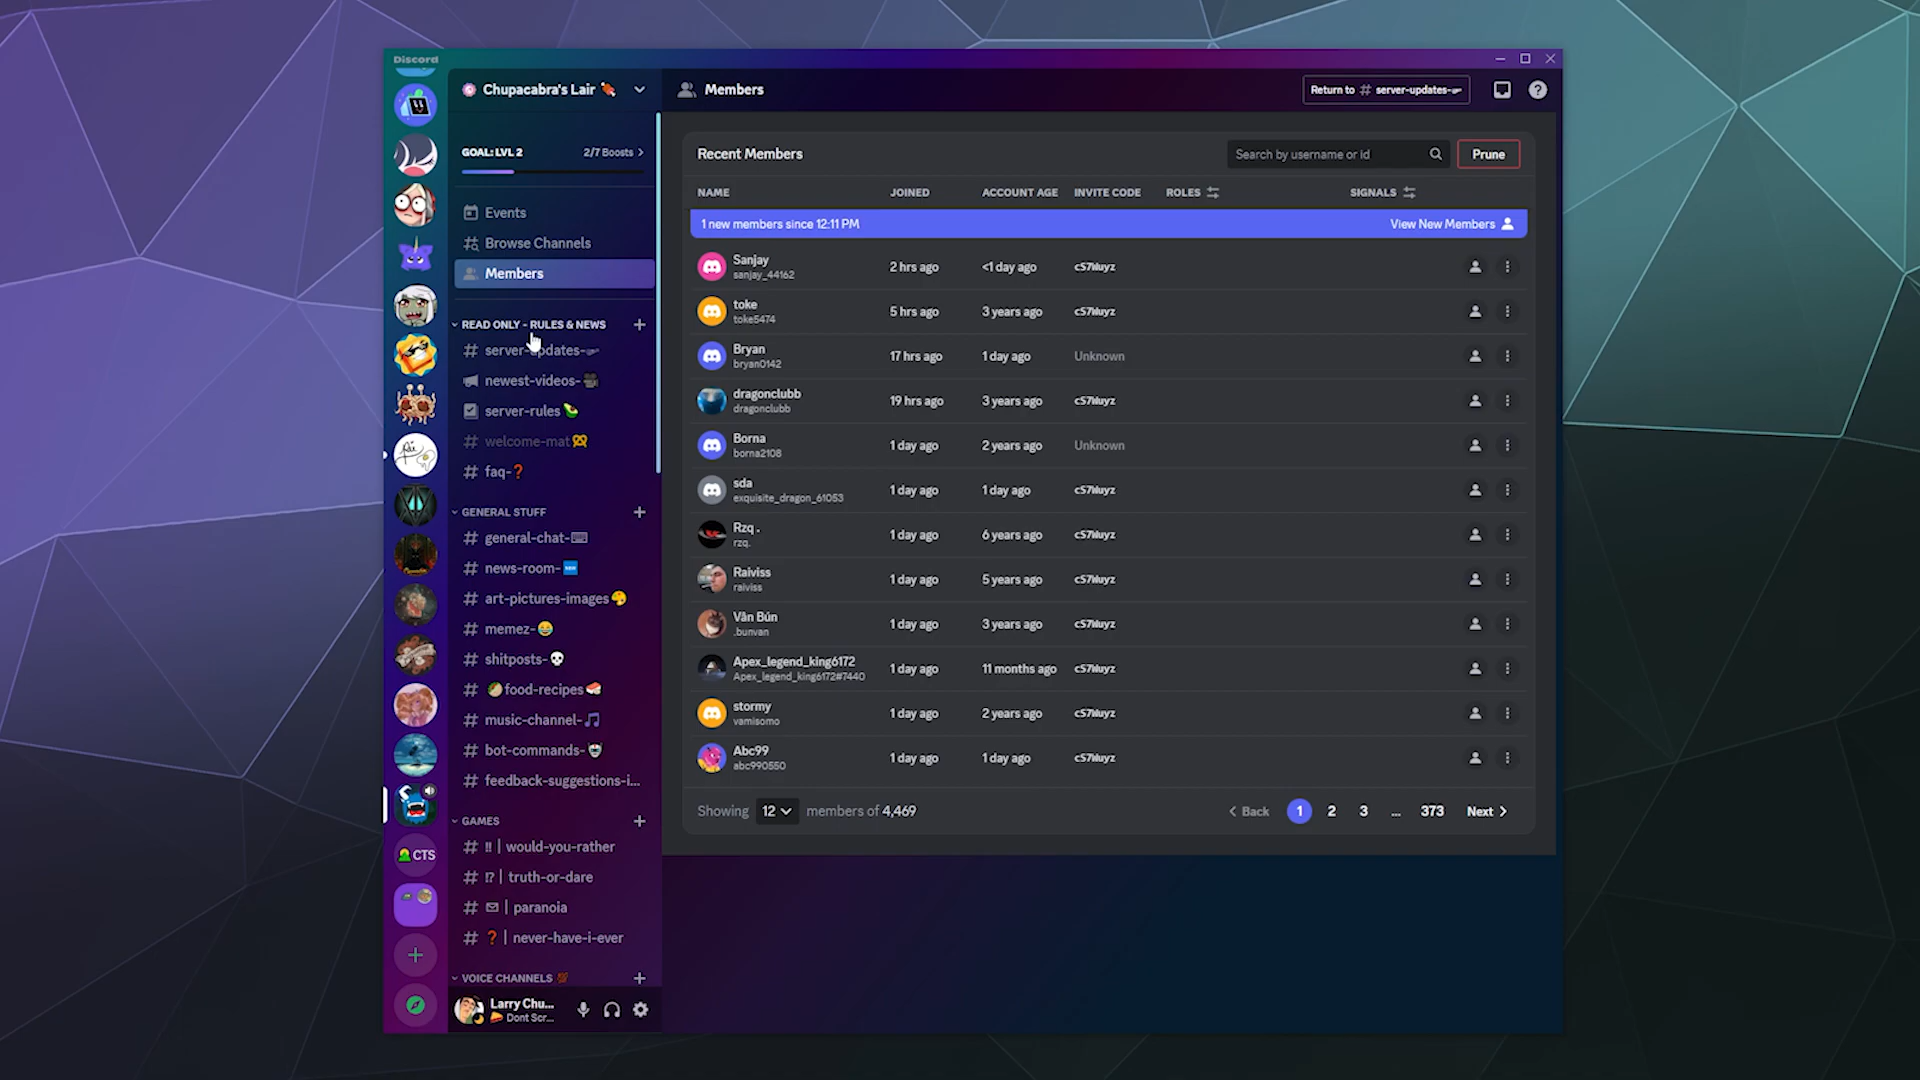 Discord
Chupacabra's Lair
Members
Return to # server-updates-
GOAL: LVL 2
2/7 Boosts >
Events
Browse Channels
Members
READ ONLY - RULES & NEWS
server-updates-
newest-videos-
server-rules
welcome-mat
faq-❓
GENERAL STUFF
general-chat-
news-room-
art-pictures-images
memez-
shitposts-
food-recipes
music-channel-
bot-commands-
feedback-suggestions-i...
GAMES
‼ | would-you-rather
⁉ | truth-or-dare
| paranoia
❓ | never-have-i-ever
VOICE CHANNELS
CTS
Larry Chu...
Dont Scr...
Recent Members
Search by username or id
Prune
NAME JOINED ACCOUNT AGE INVITE CODE ROLES SIGNALS
1 new members since 12:11 PM View New Members
Sanjay
sanjay_44162
2 hrs ago <1 day ago cS7Wuyz
toke
toke5474
5 hrs ago 3 years ago cS7Wuyz
Bryan
bryan0142
17 hrs ago 1 day ago Unknown
dragonclubb
dragonclubb
19 hrs ago 3 years ago cS7Wuyz
Borna
borna2108
1 day ago 2 years ago Unknown
sda
exquisite_dragon_61053
1 day ago 1 day ago cS7Wuyz
Rzq .
rzq.
1 day ago 6 years ago cS7Wuyz
Raiviss
raiviss
1 day ago 5 years ago cS7Wuyz
Vân Bún
.bunvan
1 day ago 3 years ago cS7Wuyz
Apex_legend_king6172
Apex_legend_king6172#7440
1 day ago 11 months ago cS7Wuyz
stormy
vamisomo
1 day ago 2 years ago cS7Wuyz
Abc99
abc990550
1 day ago 1 day ago cS7Wuyz
Showing 12 members of 4,469
< Back 1 2 3 ... 373 Next >